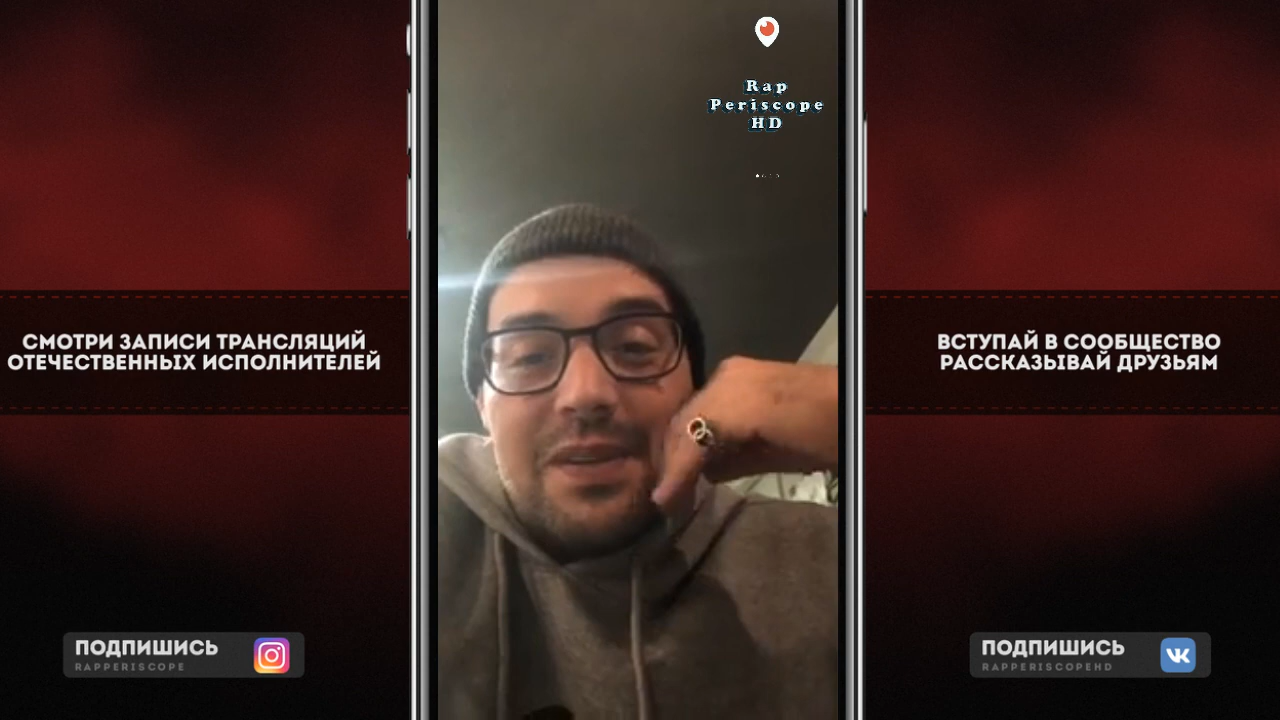 Rap
Periscope
HD
СМОТРИ ЗАПИСИ ТРАНСЛЯЦИЙ
ОТЕЧЕСТВЕННЫХ ИСПОЛНИТЕЛЕЙ
ВСТУПАЙ В СООБЩЕСТВО
РАССКАЗЫВАЙ ДРУЗЬЯМ
ПОДПИШИСЬ
RAPPERISCOPE
ПОДПИШИСЬ
RAPPERISCOPEHD